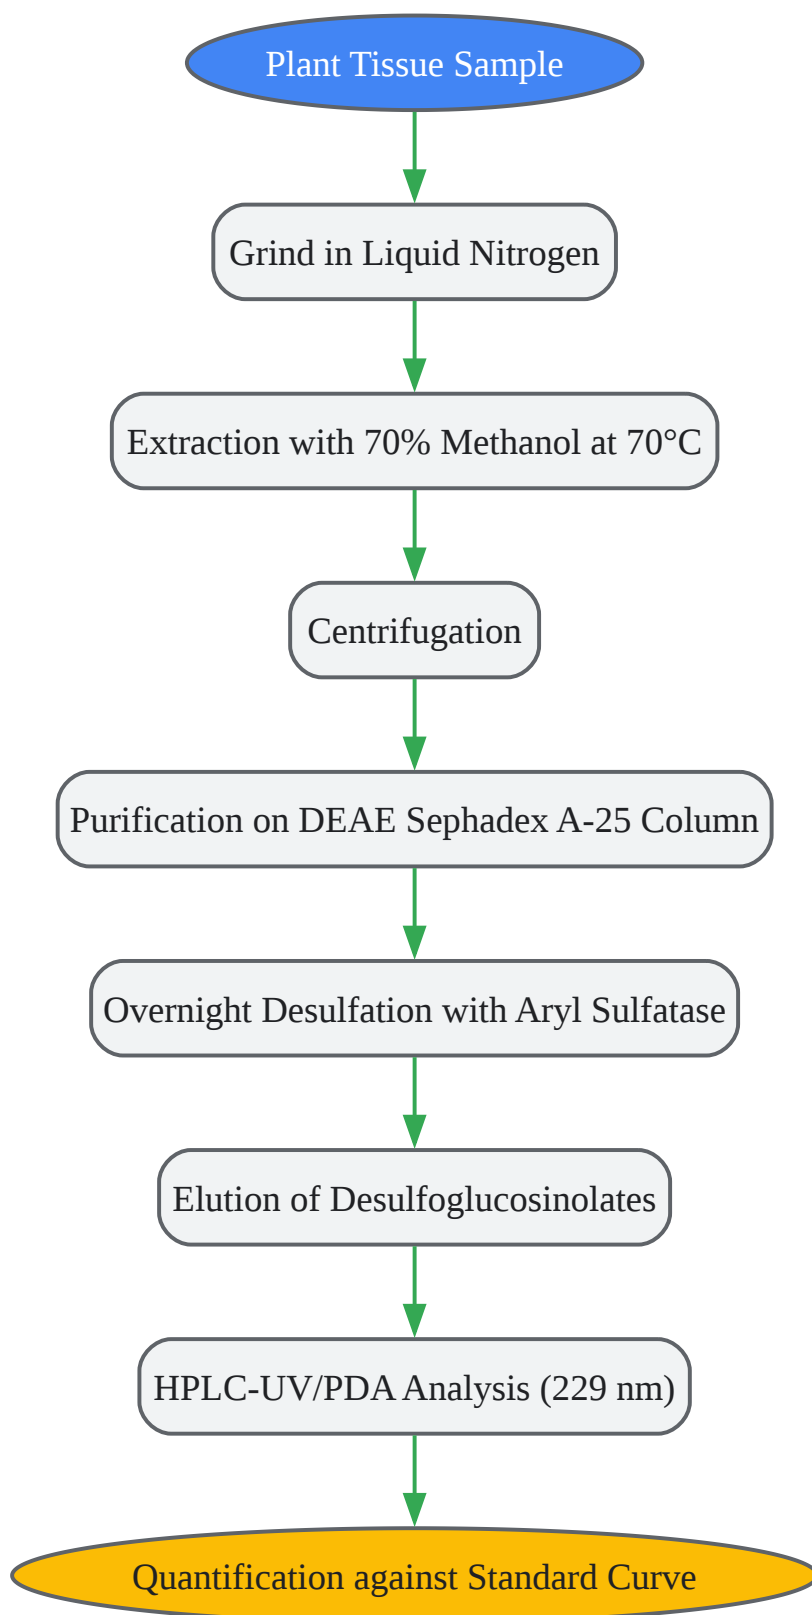 Plant Tissue Sample
Grind in Liquid Nitrogen
Extraction with 70% Methanol at 70°C
Centrifugation
Purification on DEAE Sephadex A-25 Column
Overnight Desulfation with Aryl Sulfatase
Elution of Desulfoglucosinolates
HPLC-UV/PDA Analysis (229 nm)
Quantification against Standard Curve